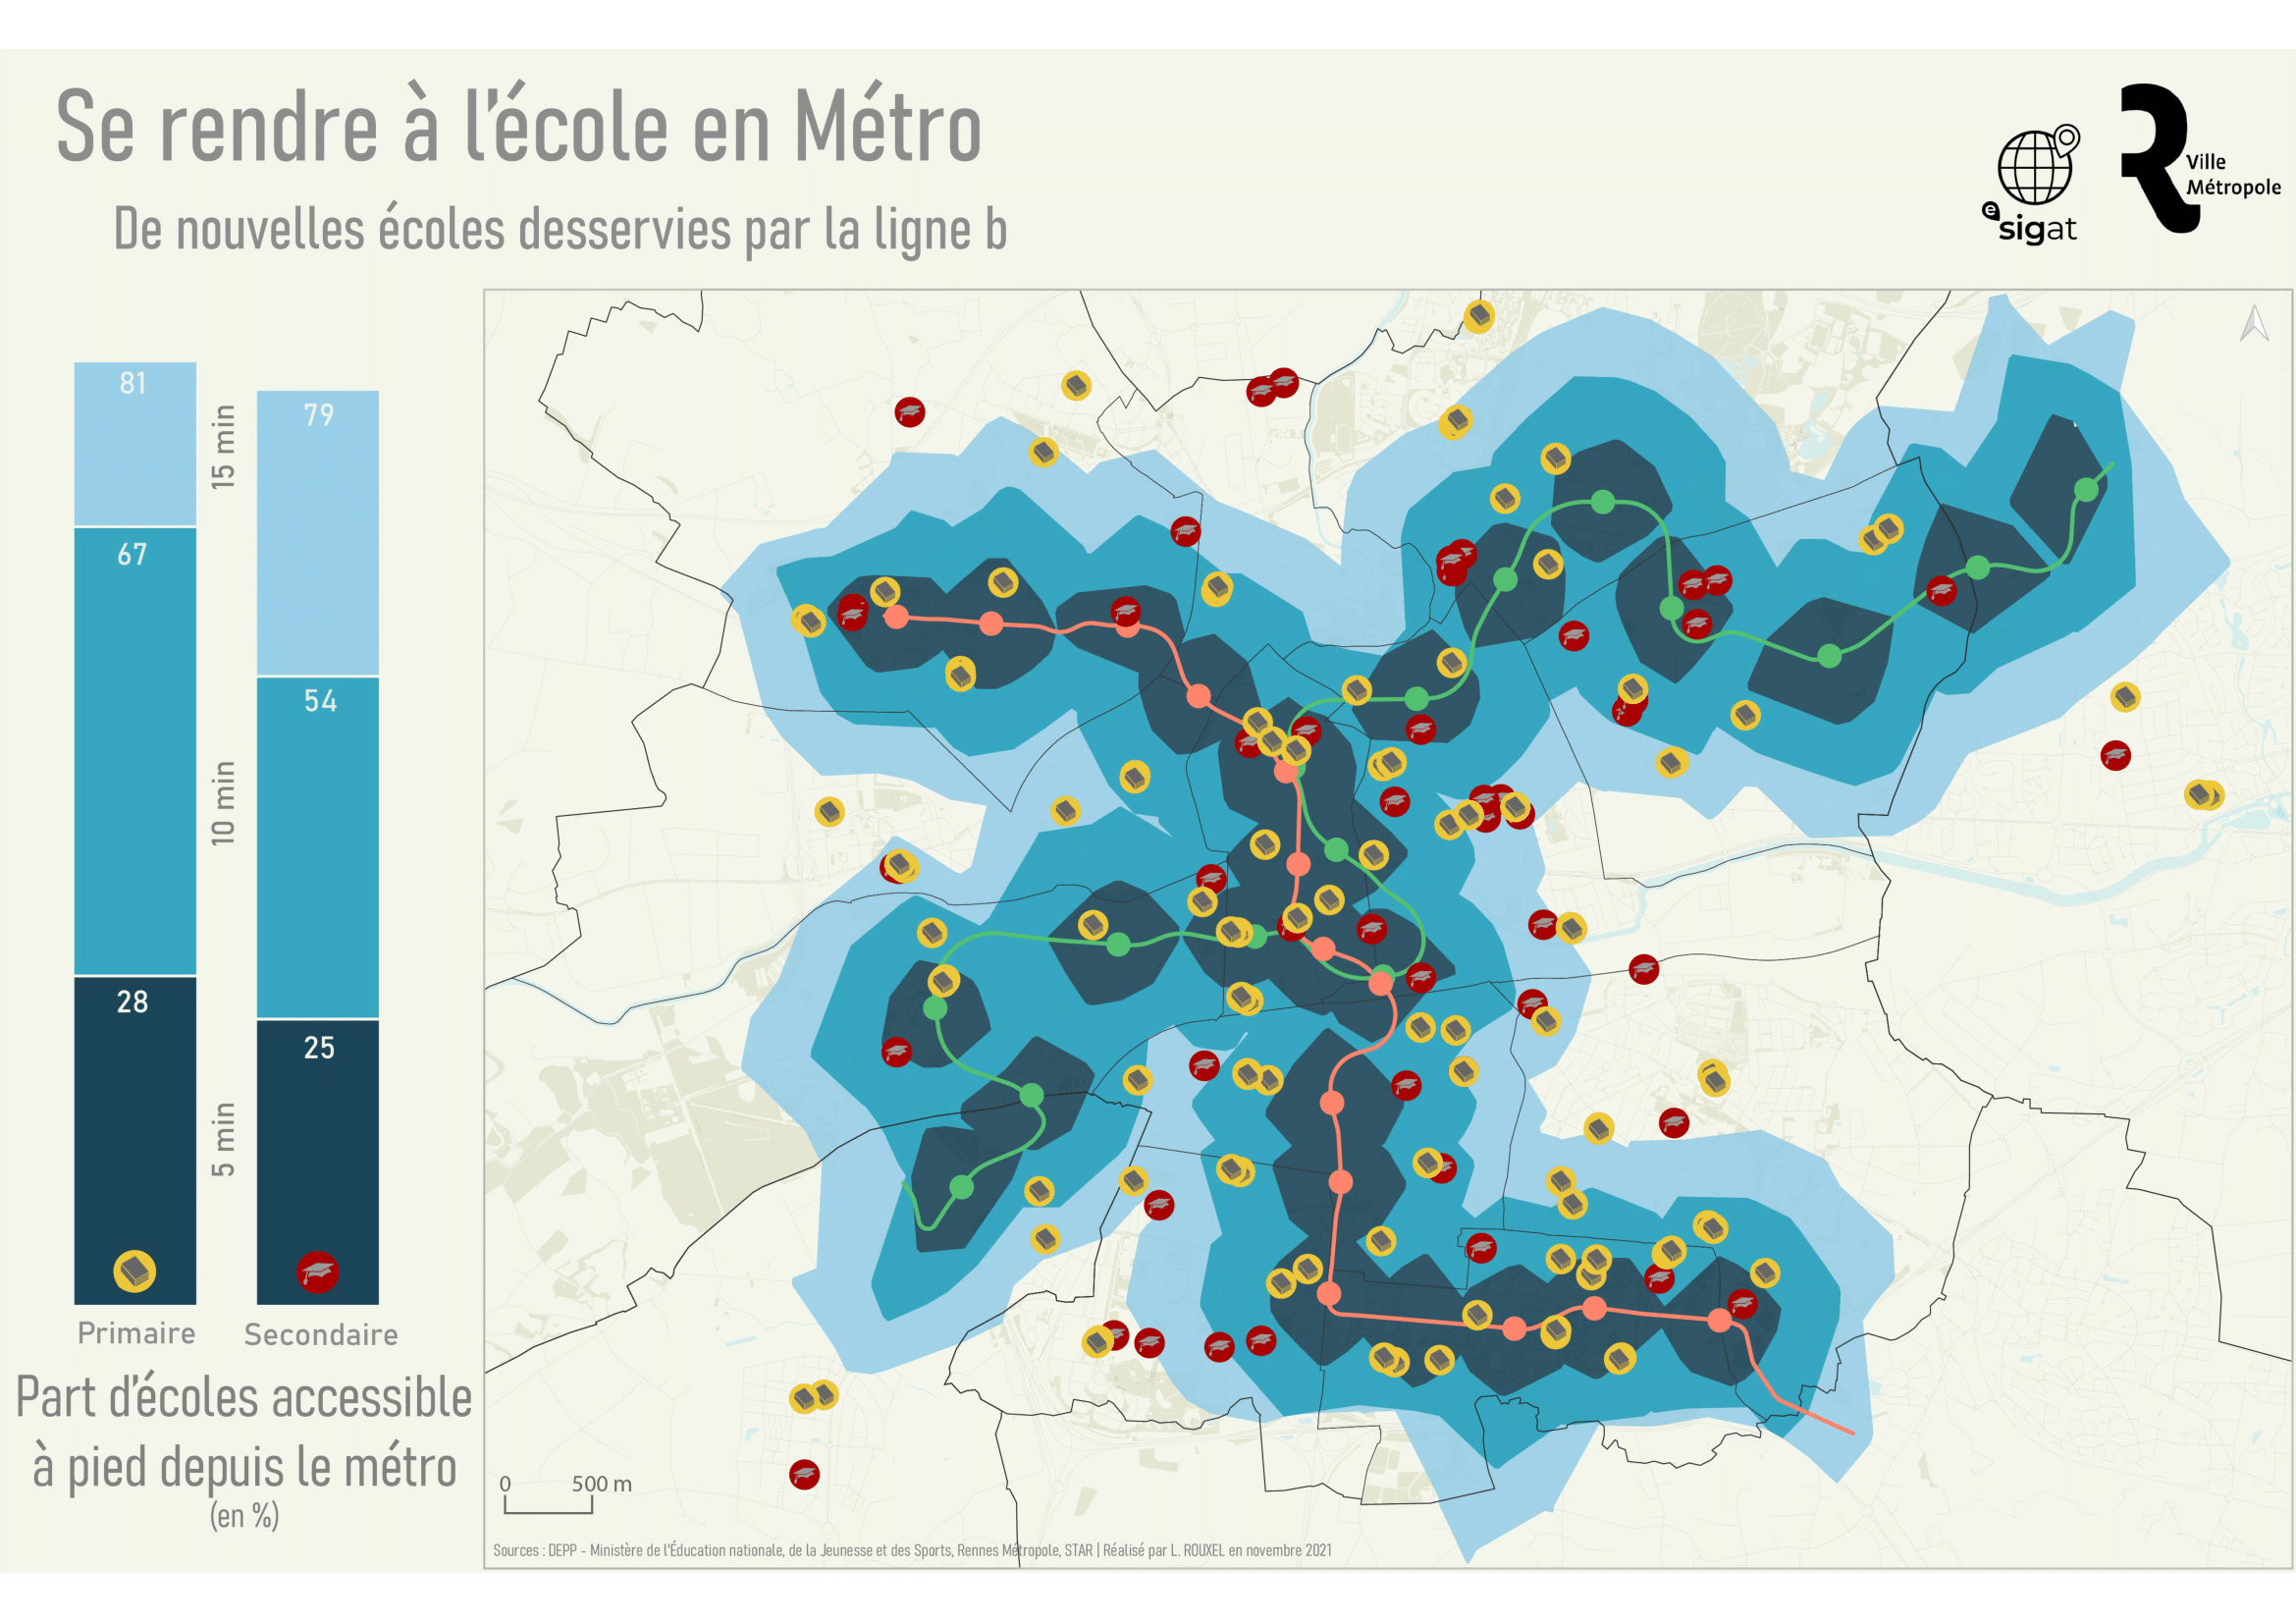 Se rendre à l'école en Métro
De nouvelles écoles desservies par la ligne b
e
sigat
R
Ville
Métropole
81
79
15 min
67
54
10 min
28
25
5 min
Primaire
Secondaire
Part d'écoles accessible
à pied depuis le métro
(en %)
0
500 m
Sources : DEPP - Ministère de l'Éducation nationale, de la Jeunesse et des Sports, Rennes Métropole, STAR | Réalisé par L. ROUXEL en novembre 2021